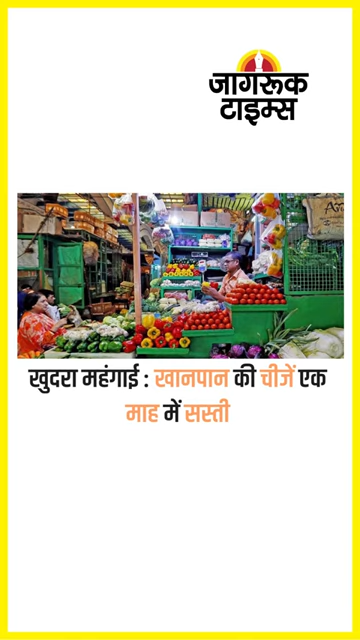 जागरूक
टाइम्स
खुदरा महंगाई : खानपान की चीजें एक
माह में सस्ती